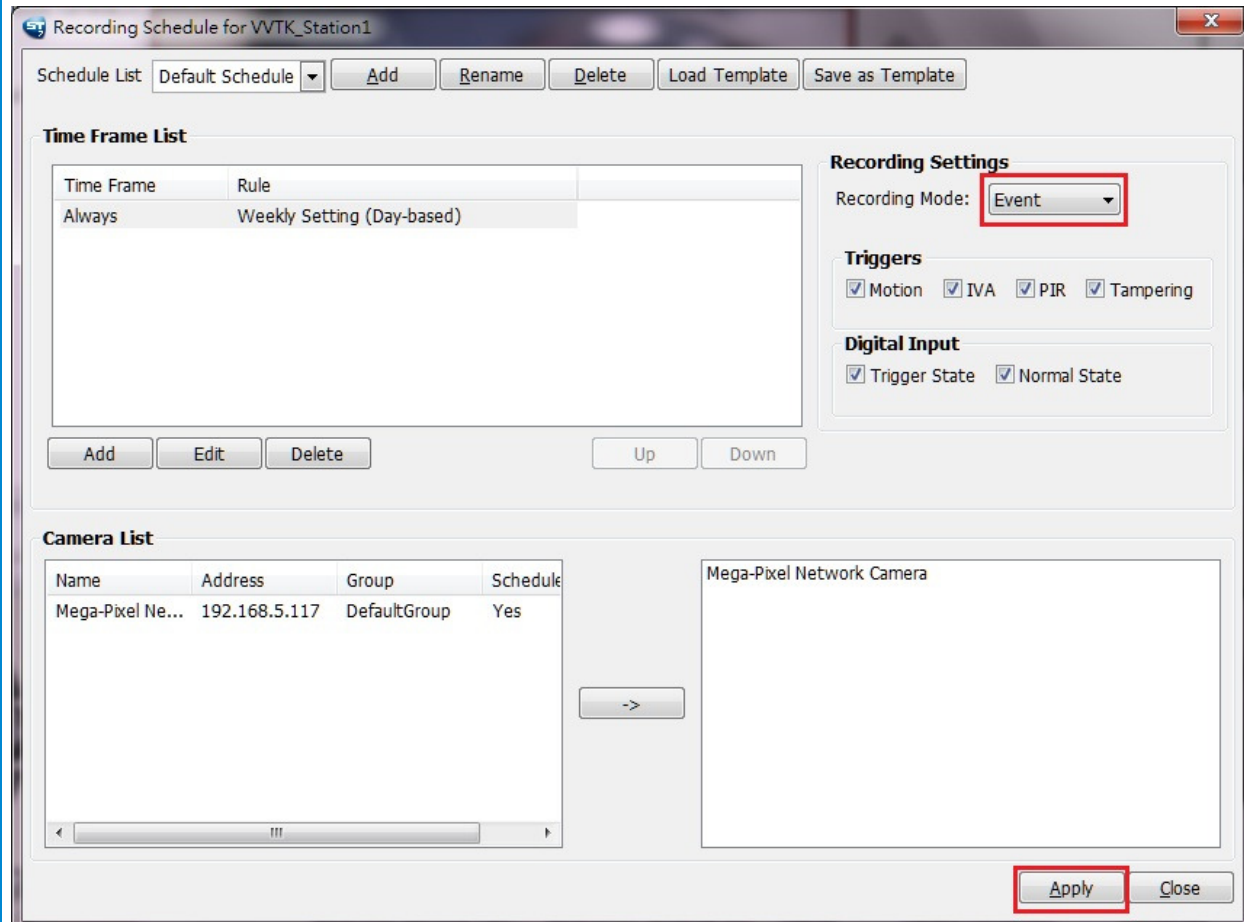 Recording Schedule for VVTK_Station1
Schedule List Default Schedule Add Rename Delete Load Template Save as Template
Time Frame List
Time Frame Rule
Always Weekly Setting (Day-based)
Add Edit Delete Up Down
Recording Settings
Recording Mode: Event
Triggers
Motion IVA PIR Tampering
Digital Input
Trigger State Normal State
Camera List
Name Address Group Schedule
Mega-Pixel Ne... 192.168.5.117 DefaultGroup Yes
->
Mega-Pixel Network Camera
Apply Close